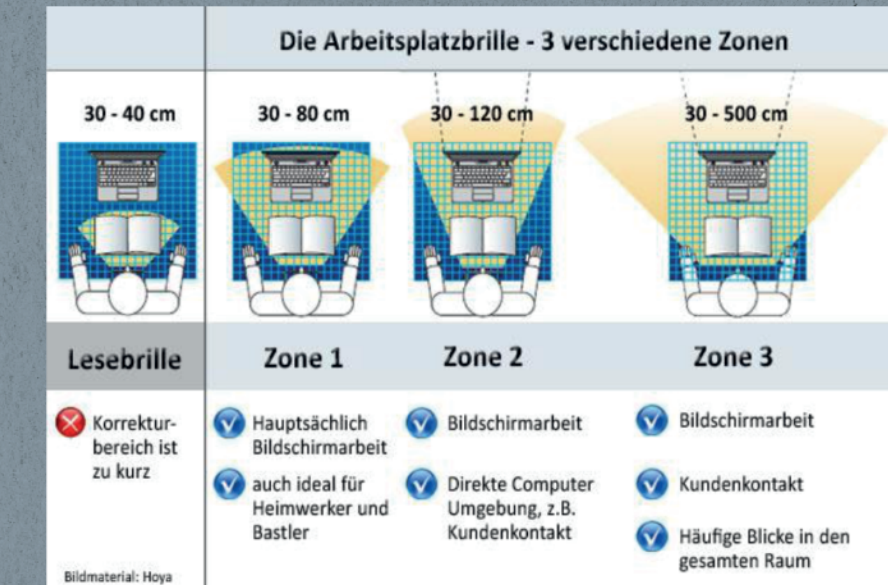 Die Arbeitsplatzbrille - 3 verschiedene Zonen
30 - 40 cm
30 - 80 cm
30 - 120 cm
30 - 500 cm
Lesebrille
Zone 1
Zone 2
Zone 3
Korrektur-
bereich ist
zu kurz
Hauptsächlich
Bildschirmarbeit
auch ideal für
Heimwerker und
Bastler
Bildschirmarbeit
Direkte Computer
Umgebung, z.B.
Kundenkontakt
Bildschirmarbeit
Kundenkontakt
Häufige Blicke in den
gesamten Raum
Bildmaterial: Hoya